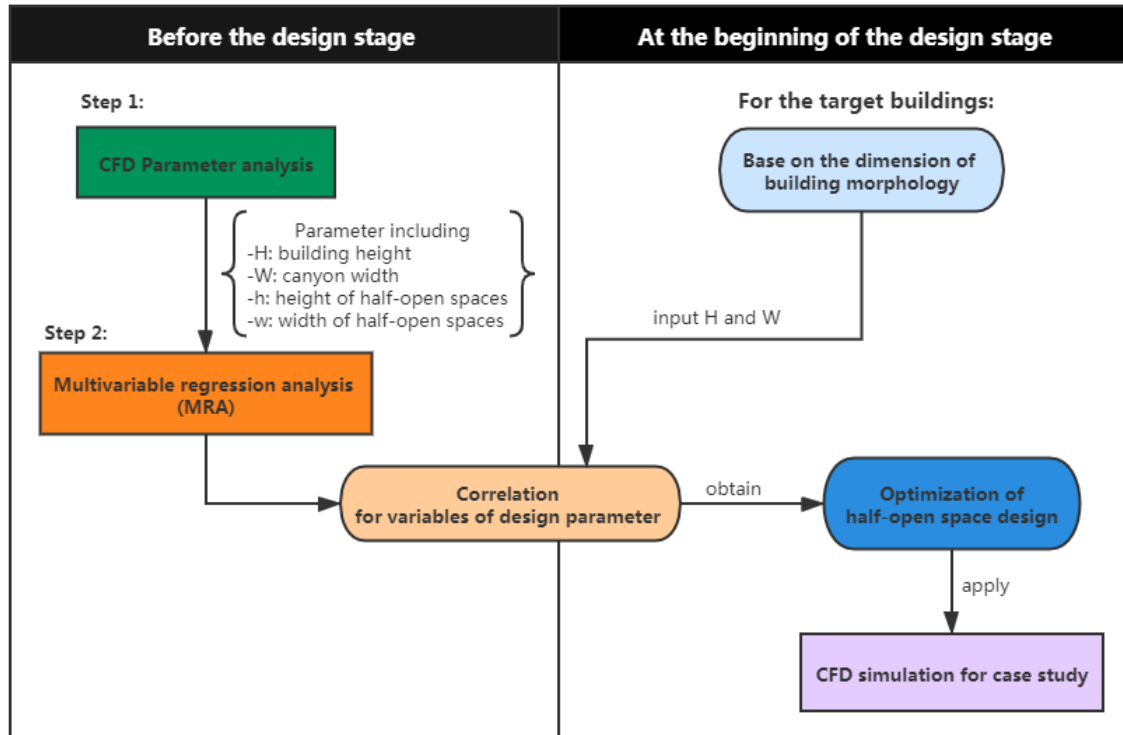 Before the design stage
At the beginning of the design stage
Step 1:
CFD Parameter analysis
Parameter including
-H: building height
-W: canyon width
-h: height of half-open spaces
-w: width of half-open spaces
Step 2:
Multivariable regression analysis
(MRA)
For the target buildings:
Base on the dimension of
building morphology
input H and W
Correlation
for variables of design parameter
obtain
Optimization of
half-open space design
apply
CFD simulation for case study